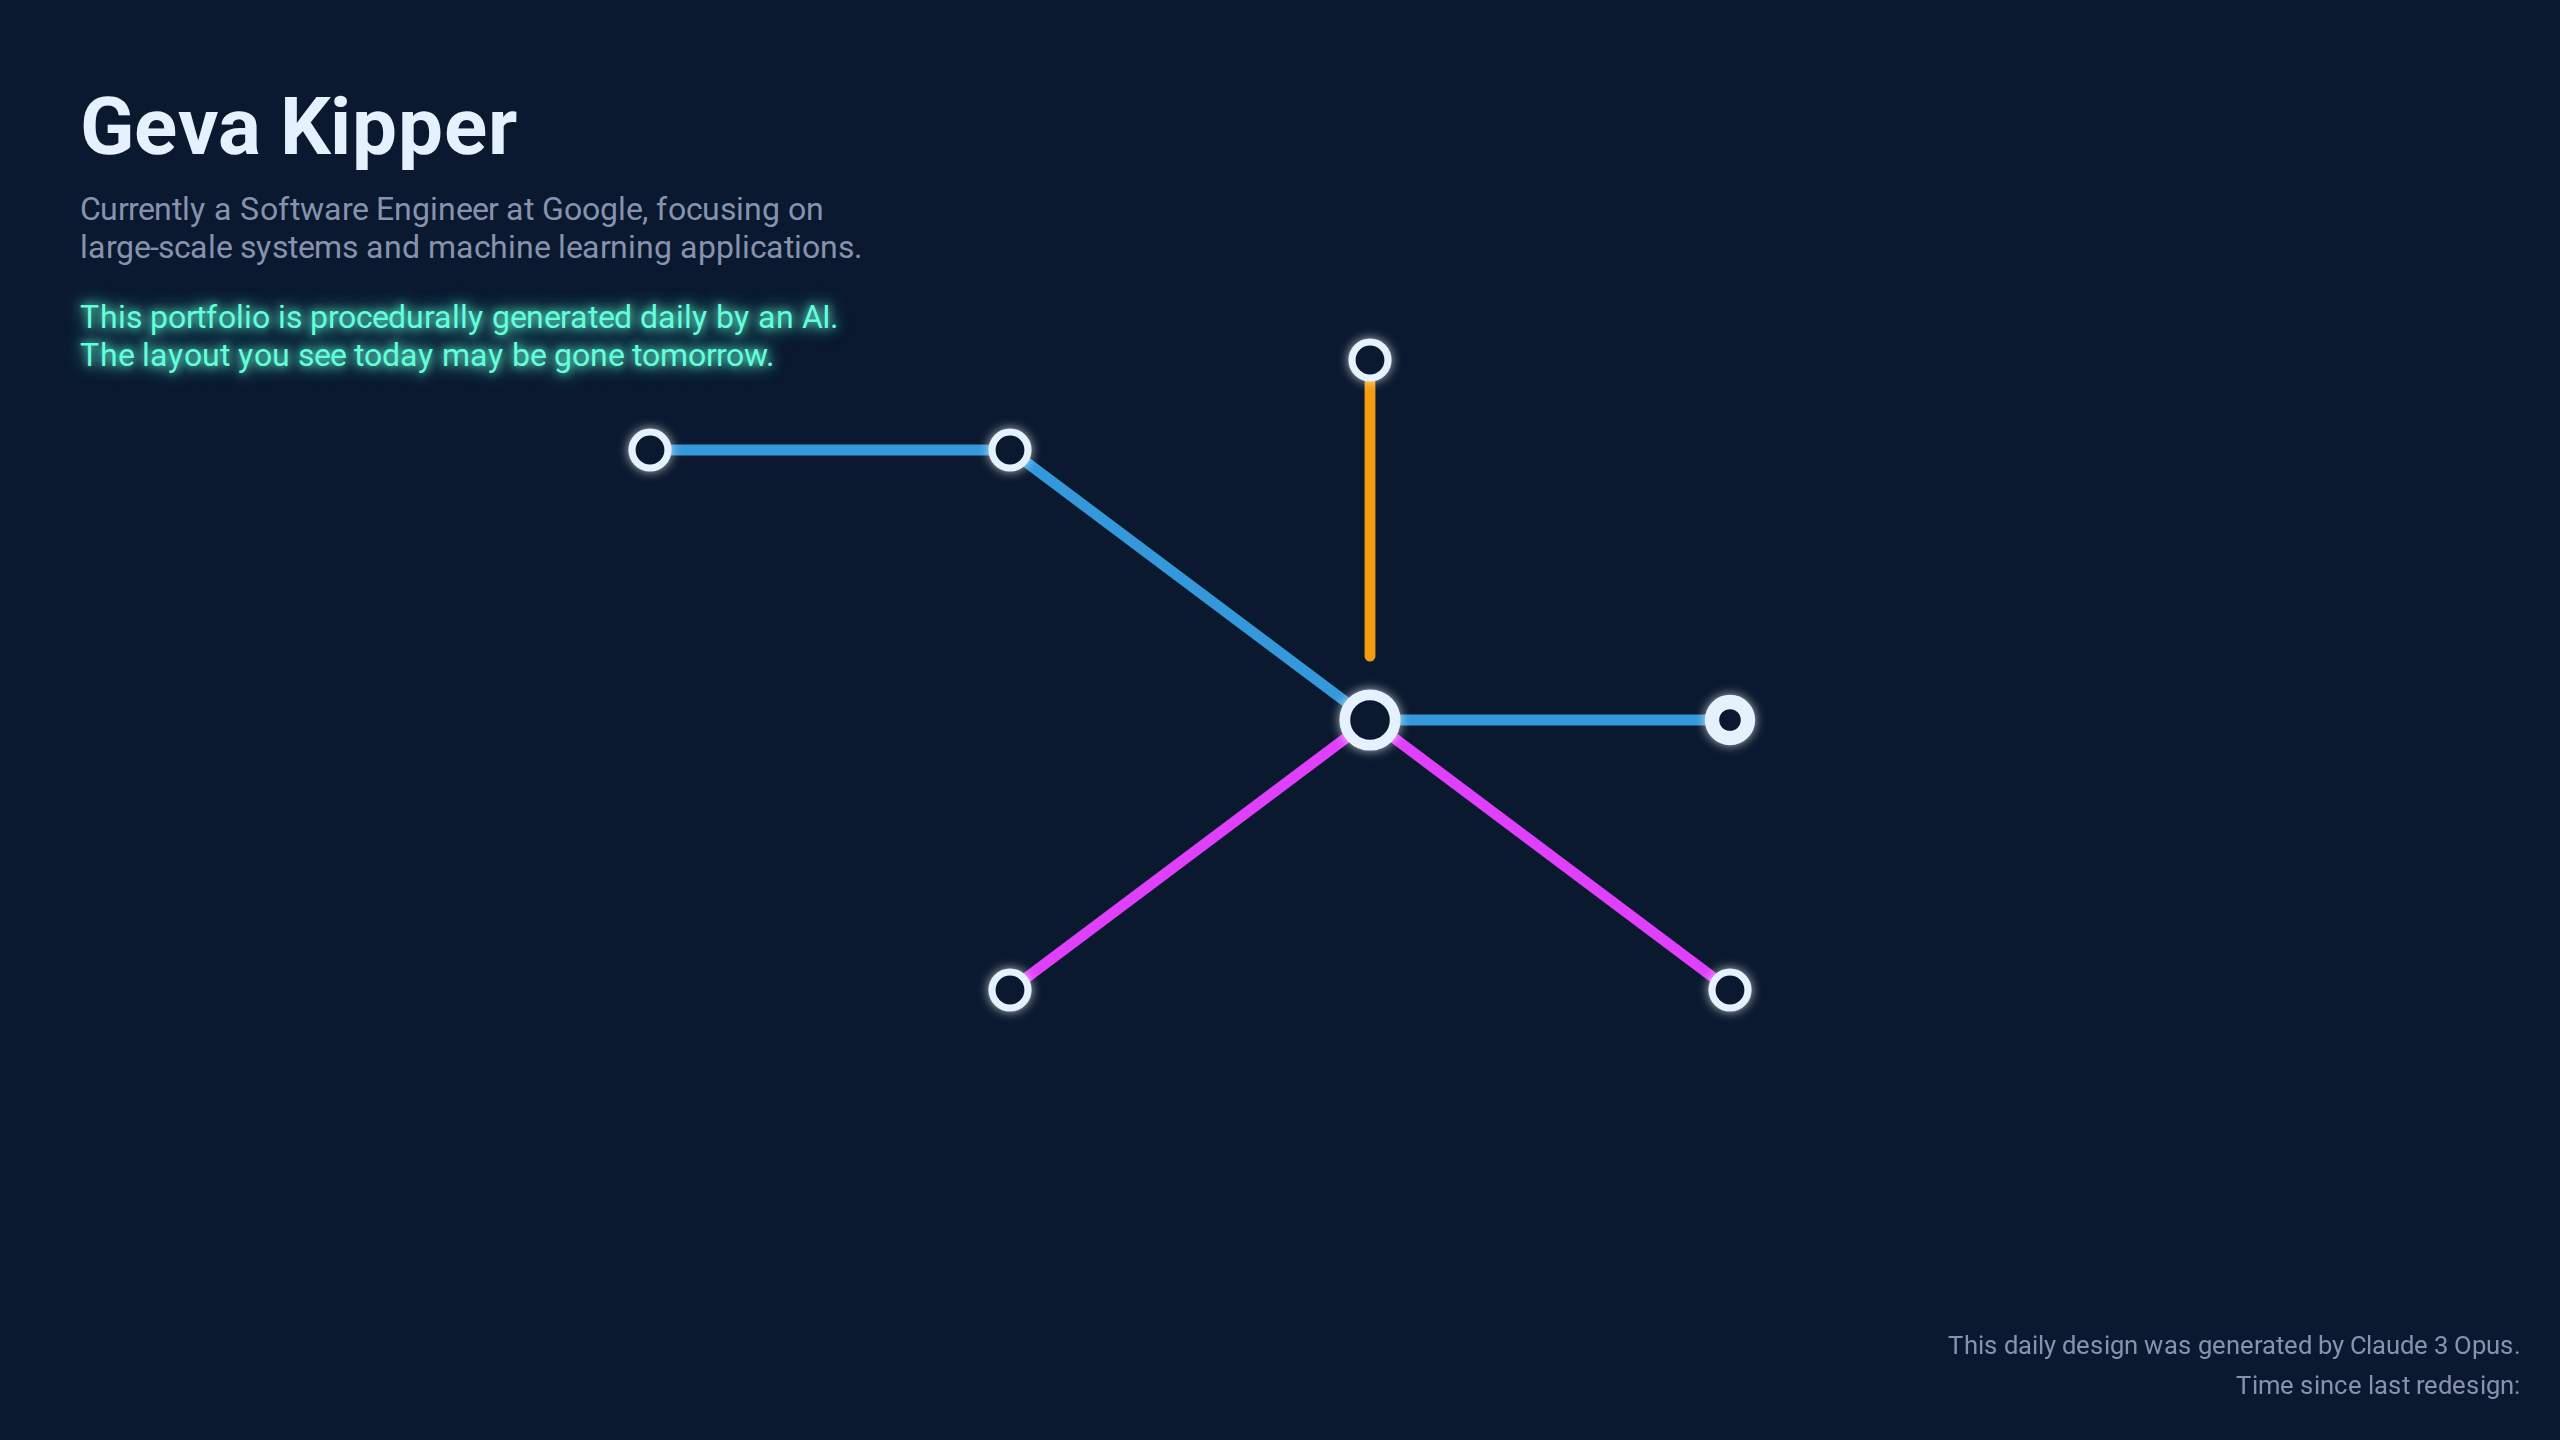 Geva Kipper
Currently a Software Engineer at Google, focusing on
large-scale systems and machine learning applications.
This portfolio is procedurally generated daily by an AI.
The layout you see today may be gone tomorrow.
This daily design was generated by Claude 3 Opus.
Time since last redesign: